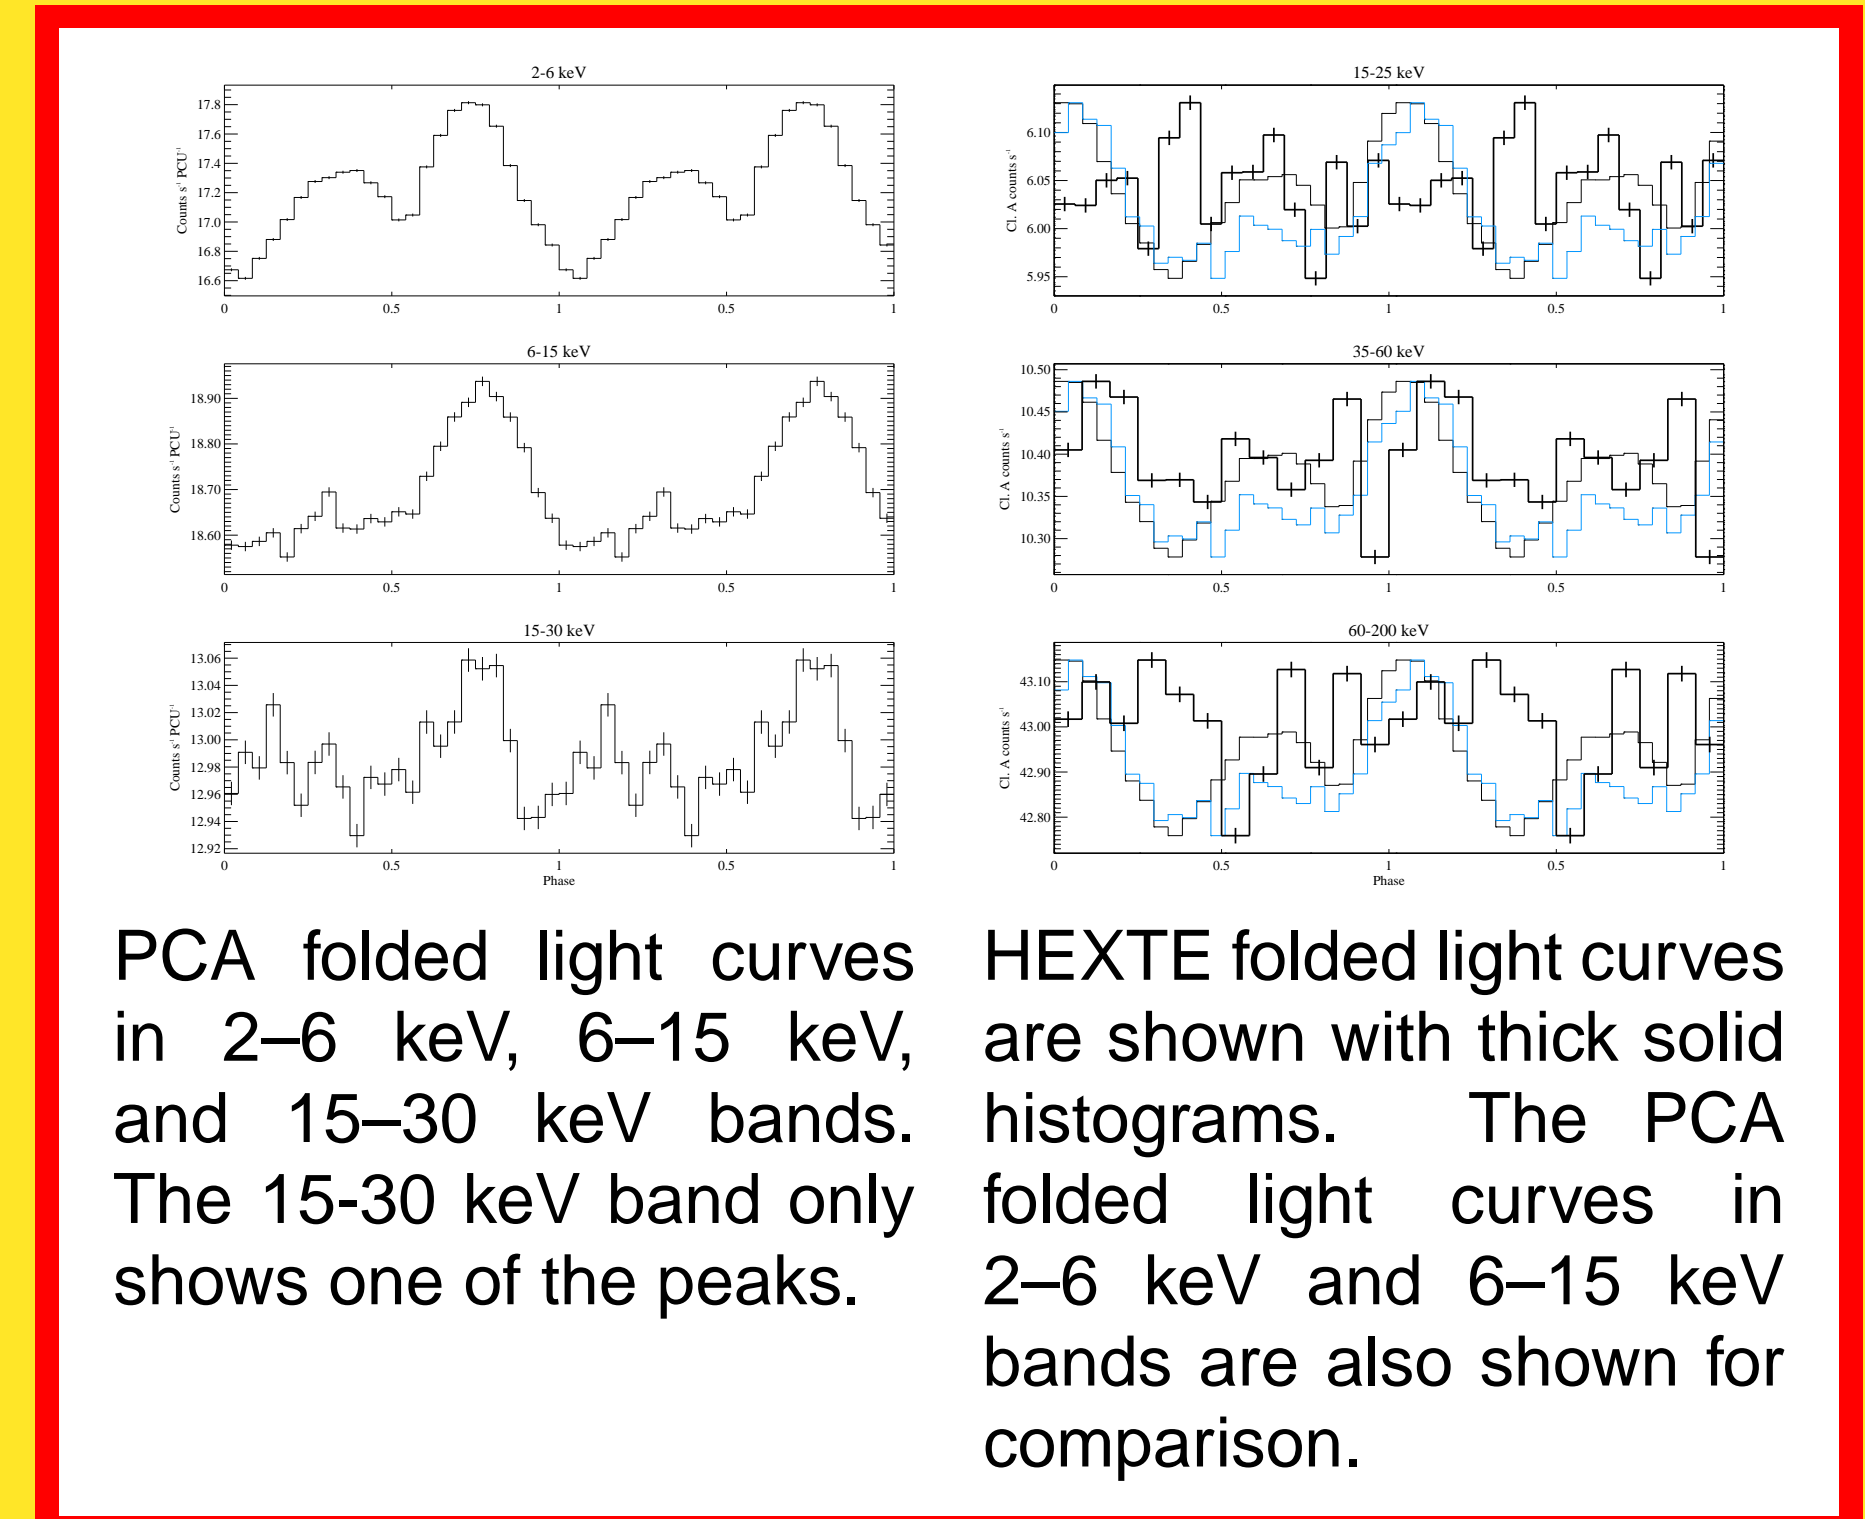 2-6 keV
17.8
17.6
17.4
17.2
17.0
16.8
16.6
Counts s⁻¹ PCU⁻¹
0 0.5 1 0.5 1
6-15 keV
18.90
18.80
18.70
18.60
Counts s⁻¹ PCU⁻¹
0 0.5 1 0.5 1
15-30 keV
13.06
13.04
13.02
13.00
12.98
12.96
12.94
12.92
Counts s⁻¹ PCU⁻¹
0 0.5 1 0.5 1
Phase
15-25 keV
6.10
6.05
6.00
5.95
Cl. A counts s⁻¹
0 0.5 1 0.5 1
35-60 keV
10.50
10.45
10.40
10.35
10.30
Cl. A counts s⁻¹
0 0.5 1 0.5 1
60-200 keV
43.10
43.00
42.90
42.80
Cl. A counts s⁻¹
0 0.5 1 0.5 1
Phase
PCA folded light curves
in 2–6 keV, 6–15 keV,
and 15–30 keV bands.
The 15-30 keV band only
shows one of the peaks.
HEXTE folded light curves
are shown with thick solid
histograms. The PCA
folded light curves in
2–6 keV and 6–15 keV
bands are also shown for
comparison.